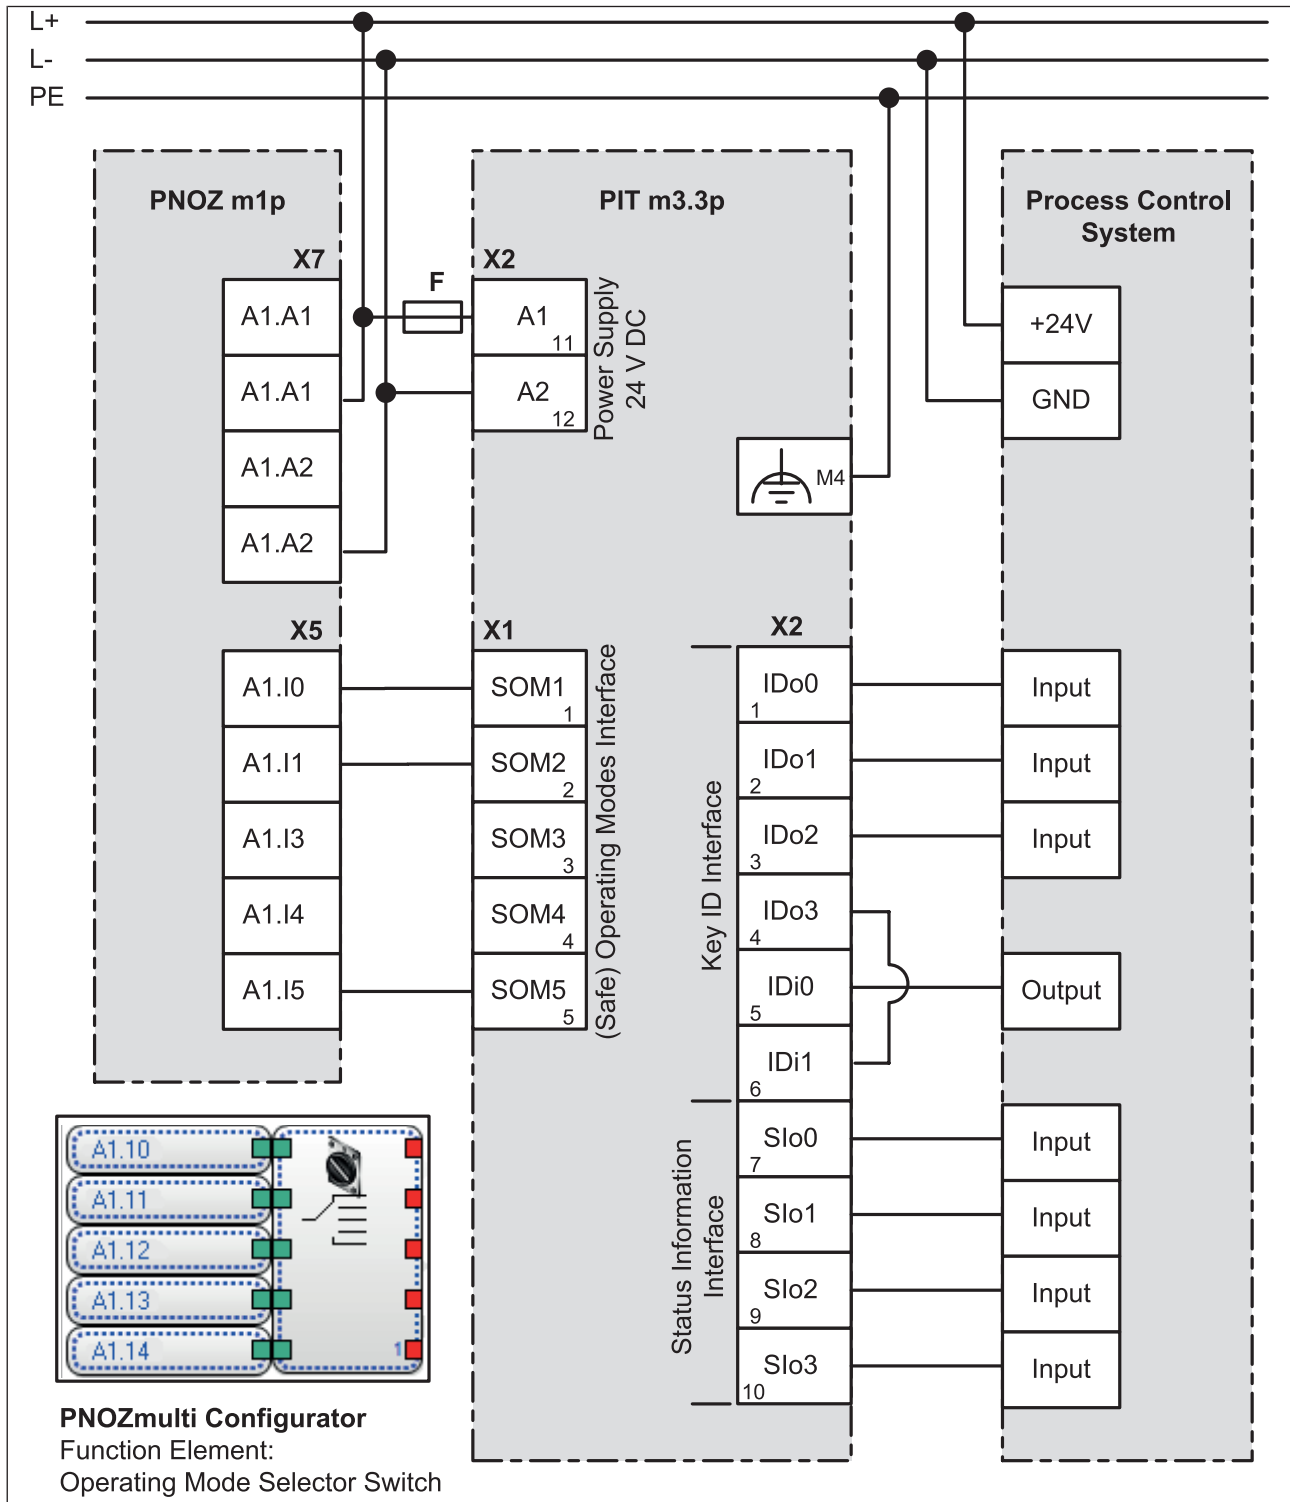 L+
L-
PE
PNOZ m1p
PIT m3.3p
Process Control
System
X7
A1.A1
A1.A1
A1.A2
A1.A2
F
X2
A1
11
A2
12
Power Supply
24 V DC
M4
+24V
GND
X5
A1.I0
A1.I1
A1.I3
A1.I4
A1.I5
X1
SOM1
1
SOM2
2
SOM3
3
SOM4
4
SOM5
5
(Safe) Operating Modes Interface
X2
Key ID Interface
IDo0
1
IDo1
2
IDo2
3
IDo3
4
IDi0
5
IDi1
6
Status Information
Interface
SIo0
7
SIo1
8
SIo2
9
SIo3
10
Input
Input
Input
Output
Input
Input
Input
Input
A1.10
A1.11
A1.12
A1.13
A1.14
1
PNOZmulti Configurator
Function Element:
Operating Mode Selector Switch